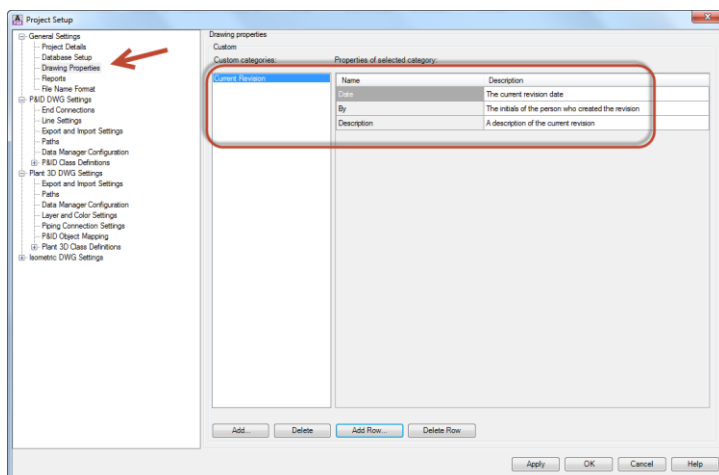 Project Setup
General Settings
Project Details
Database Setup
Drawing Properties
Reports
File Name Format
P&ID DWG Settings
End Connections
Line Settings
Export and Import Settings
Paths
Data Manager Configuration
P&ID Class Definitions
Plant 3D DWG Settings
Export and Import Settings
Paths
Data Manager Configuration
Layer and Color Settings
Piping Connection Settings
P&ID Object Mapping
Plant 3D Class Definitions
Isometric DWG Settings
Drawing properties
Custom
Custom categories:
Current Revision
Properties of selected category:
Name Description
Date The current revision date
By The initials of the person who created the revision
Description A description of the current revision
Add... Delete Add Row... Delete Row
Apply OK Cancel Help